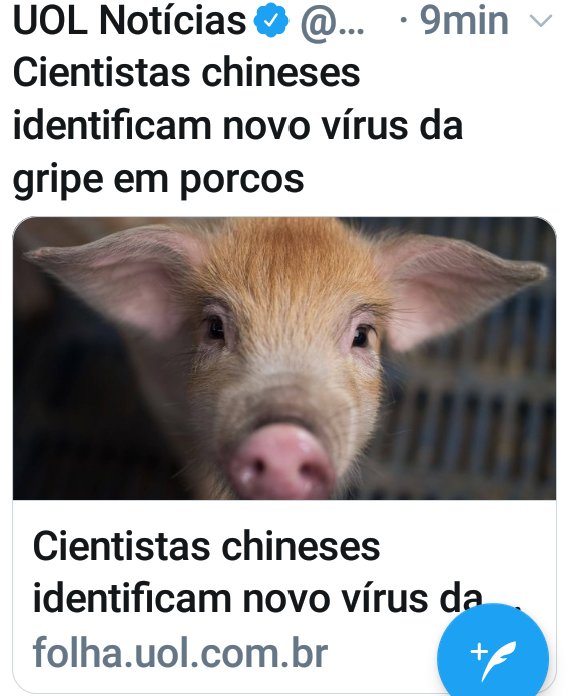 UOL Notícias @... · 9min
Cientistas chineses
identificam novo vírus da
gripe em porcos
Cientistas chineses
identificam novo vírus da...
folha.uol.com.br